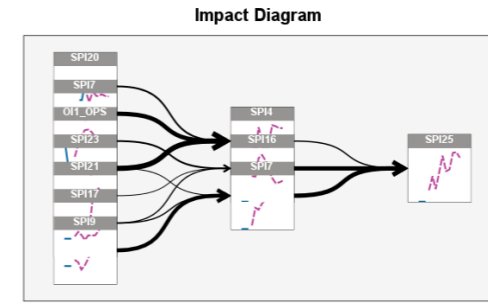 Impact Diagram
SPI20
SPI7
OI1_OPS
SPI23
SPI21
SPI17
SPI9
SPI4
SPI16
SPI7
SPI25